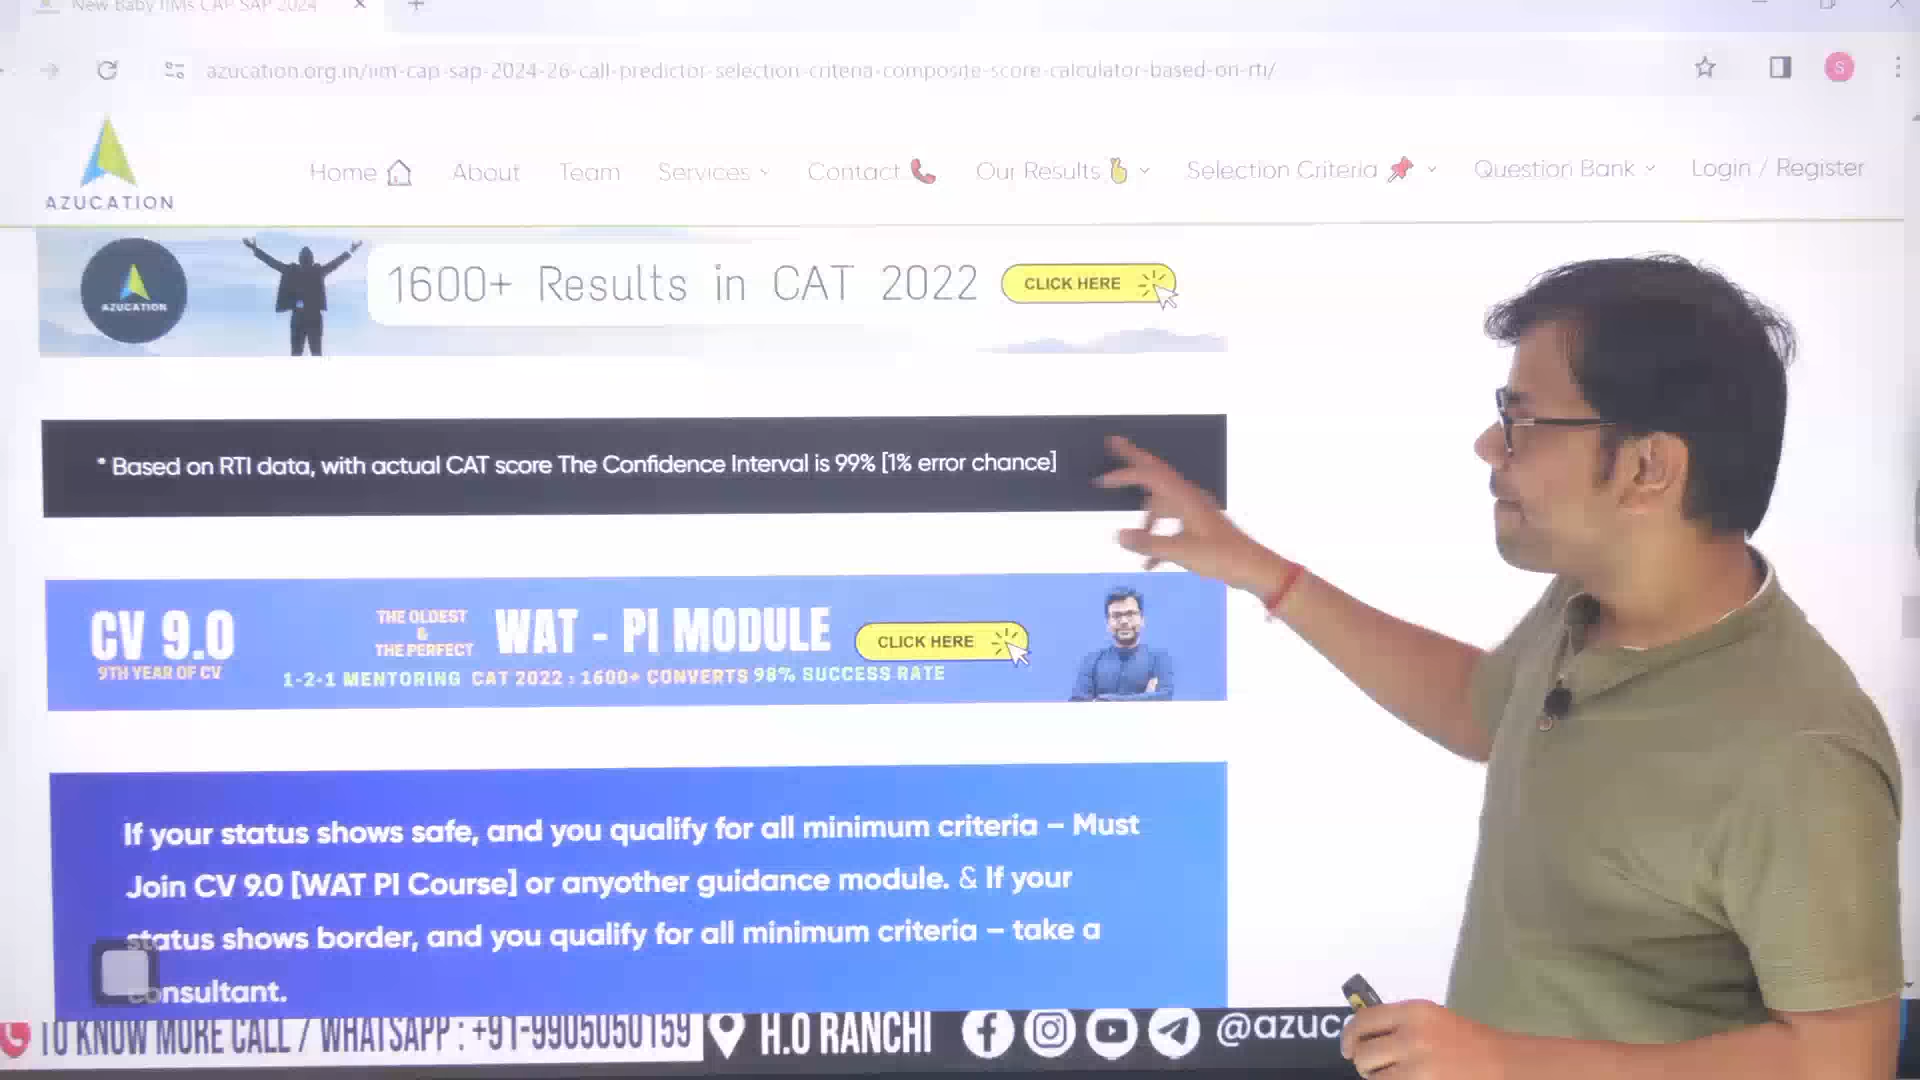 New Baby IIMs CAP SAP 2024
azucation.org.in/iim-cap-sap-2024-26-call-predictor-selection-criteria-composite-score-calculator-based-on-rti/
S
AZUCATION
Home About Team Services Contact Our Results Selection Criteria Question Bank Login / Register
AZUCATION
1600+ Results in CAT 2022
CLICK HERE
* Based on RTI data, with actual CAT score The Confidence Interval is 99% [1% error chance]
CV 9.0
9TH YEAR OF CV
THE OLDEST
&
THE PERFECT
WAT - PI MODULE
CLICK HERE
1-2-1 MENTORING CAT 2022 : 1600+ CONVERTS 98% SUCCESS RATE
If your status shows safe, and you qualify for all minimum criteria – Must
Join CV 9.0 [WAT PI Course] or anyother guidance module. & If your
status shows border, and you qualify for all minimum criteria – take a
consultant.
TO KNOW MORE CALL / WHATSAPP : +91-9905050159 H.O RANCHI @azuc